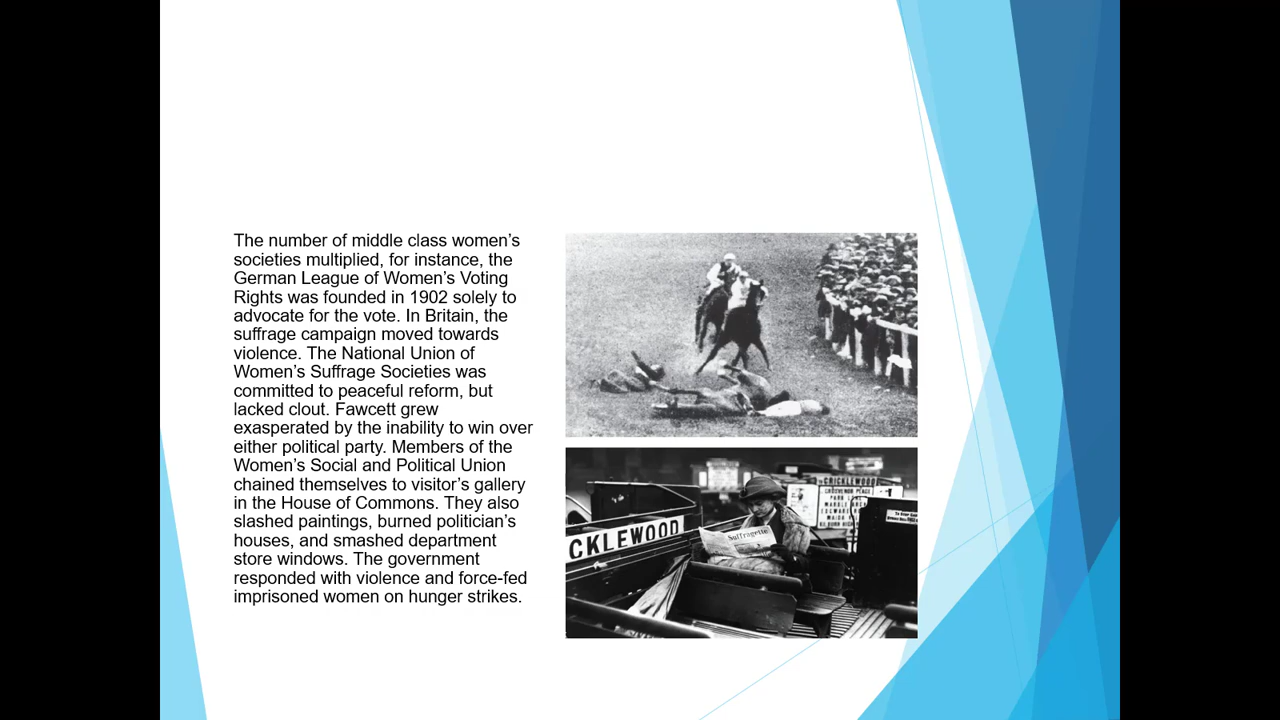 The number of middle class women's
societies multiplied, for instance, the
German League of Women's Voting
Rights was founded in 1902 solely to
advocate for the vote. In Britain, the
suffrage campaign moved towards
violence. The National Union of
Women's Suffrage Societies was
committed to peaceful reform, but
lacked clout. Fawcett grew
exasperated by the inability to win over
either political party. Members of the
Women's Social and Political Union
chained themselves to visitor's gallery
in the House of Commons. They also
slashed paintings, burned politician's
houses, and smashed department
store windows. The government
responded with violence and force-fed
imprisoned women on hunger strikes.
CKLEWOOD
Suffragette
CRICKLEWOOD